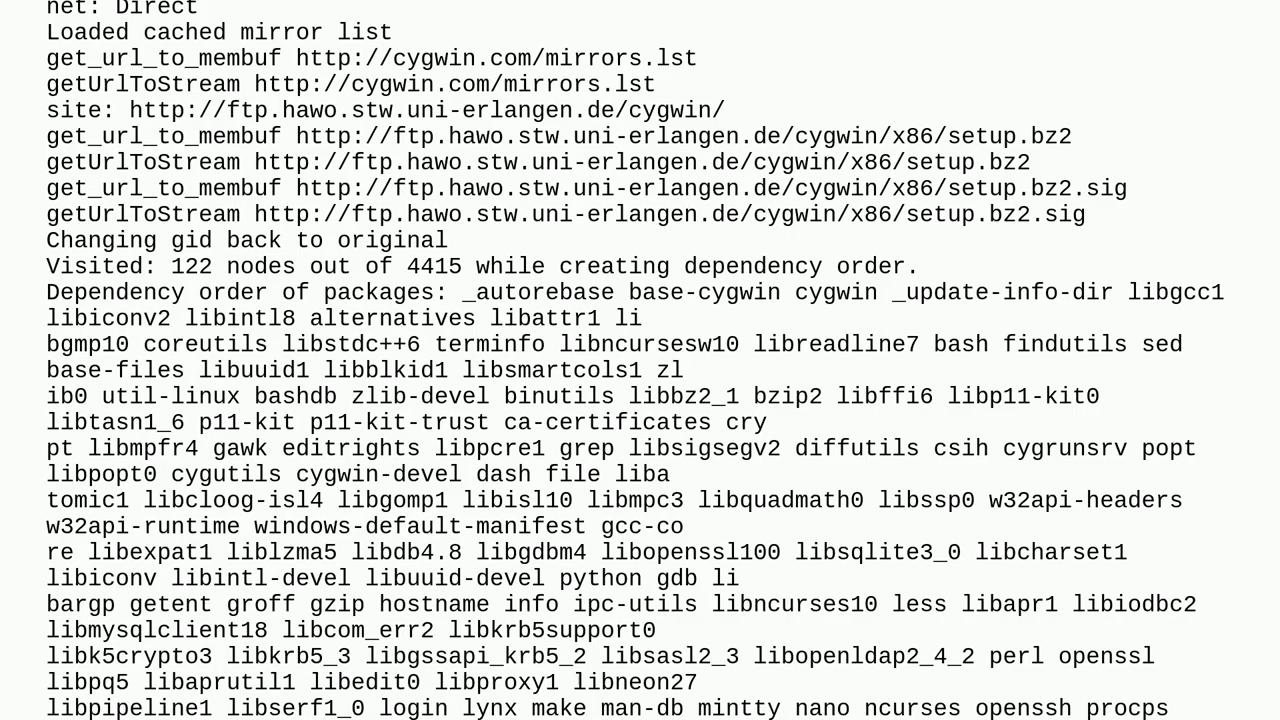 net: Direct
Loaded cached mirror list
get_url_to_membuf http://cygwin.com/mirrors.lst
getUrlToStream http://cygwin.com/mirrors.lst
site: http://ftp.hawo.stw.uni-erlangen.de/cygwin/
get_url_to_membuf http://ftp.hawo.stw.uni-erlangen.de/cygwin/x86/setup.bz2
getUrlToStream http://ftp.hawo.stw.uni-erlangen.de/cygwin/x86/setup.bz2
get_url_to_membuf http://ftp.hawo.stw.uni-erlangen.de/cygwin/x86/setup.bz2.sig
getUrlToStream http://ftp.hawo.stw.uni-erlangen.de/cygwin/x86/setup.bz2.sig
Changing gid back to original
Visited: 122 nodes out of 4415 while creating dependency order.
Dependency order of packages: _autorebase base-cygwin cygwin _update-info-dir libgcc1
libiconv2 libintl8 alternatives libattr1 li
bgmp10 coreutils libstdc++6 terminfo libncursesw10 libreadline7 bash findutils sed
base-files libuuid1 libblkid1 libsmartcols1 zl
ib0 util-linux bashdb zlib-devel binutils libbz2_1 bzip2 libffi6 libp11-kit0
libtasn1_6 p11-kit p11-kit-trust ca-certificates cry
pt libmpfr4 gawk editrights libpcre1 grep libsigsegv2 diffutils csih cygrunsrv popt
libpopt0 cygutils cygwin-devel dash file liba
tomic1 libcloog-isl4 libgomp1 libisl10 libmpc3 libquadmath0 libssp0 w32api-headers
w32api-runtime windows-default-manifest gcc-co
re libexpat1 liblzma5 libdb4.8 libgdbm4 libopenssl100 libsqlite3_0 libcharset1
libiconv libintl-devel libuuid-devel python gdb li
bargp getent groff gzip hostname info ipc-utils libncurses10 less libapr1 libiodbc2
libmysqlclient18 libcom_err2 libkrb5support0
libk5crypto3 libkrb5_3 libgssapi_krb5_2 libsasl2_3 libopenldap2_4_2 perl openssl
libpq5 libaprutil1 libedit0 libproxy1 libneon27
libpipeline1 libserf1_0 login lynx make man-db mintty nano ncurses openssh procps